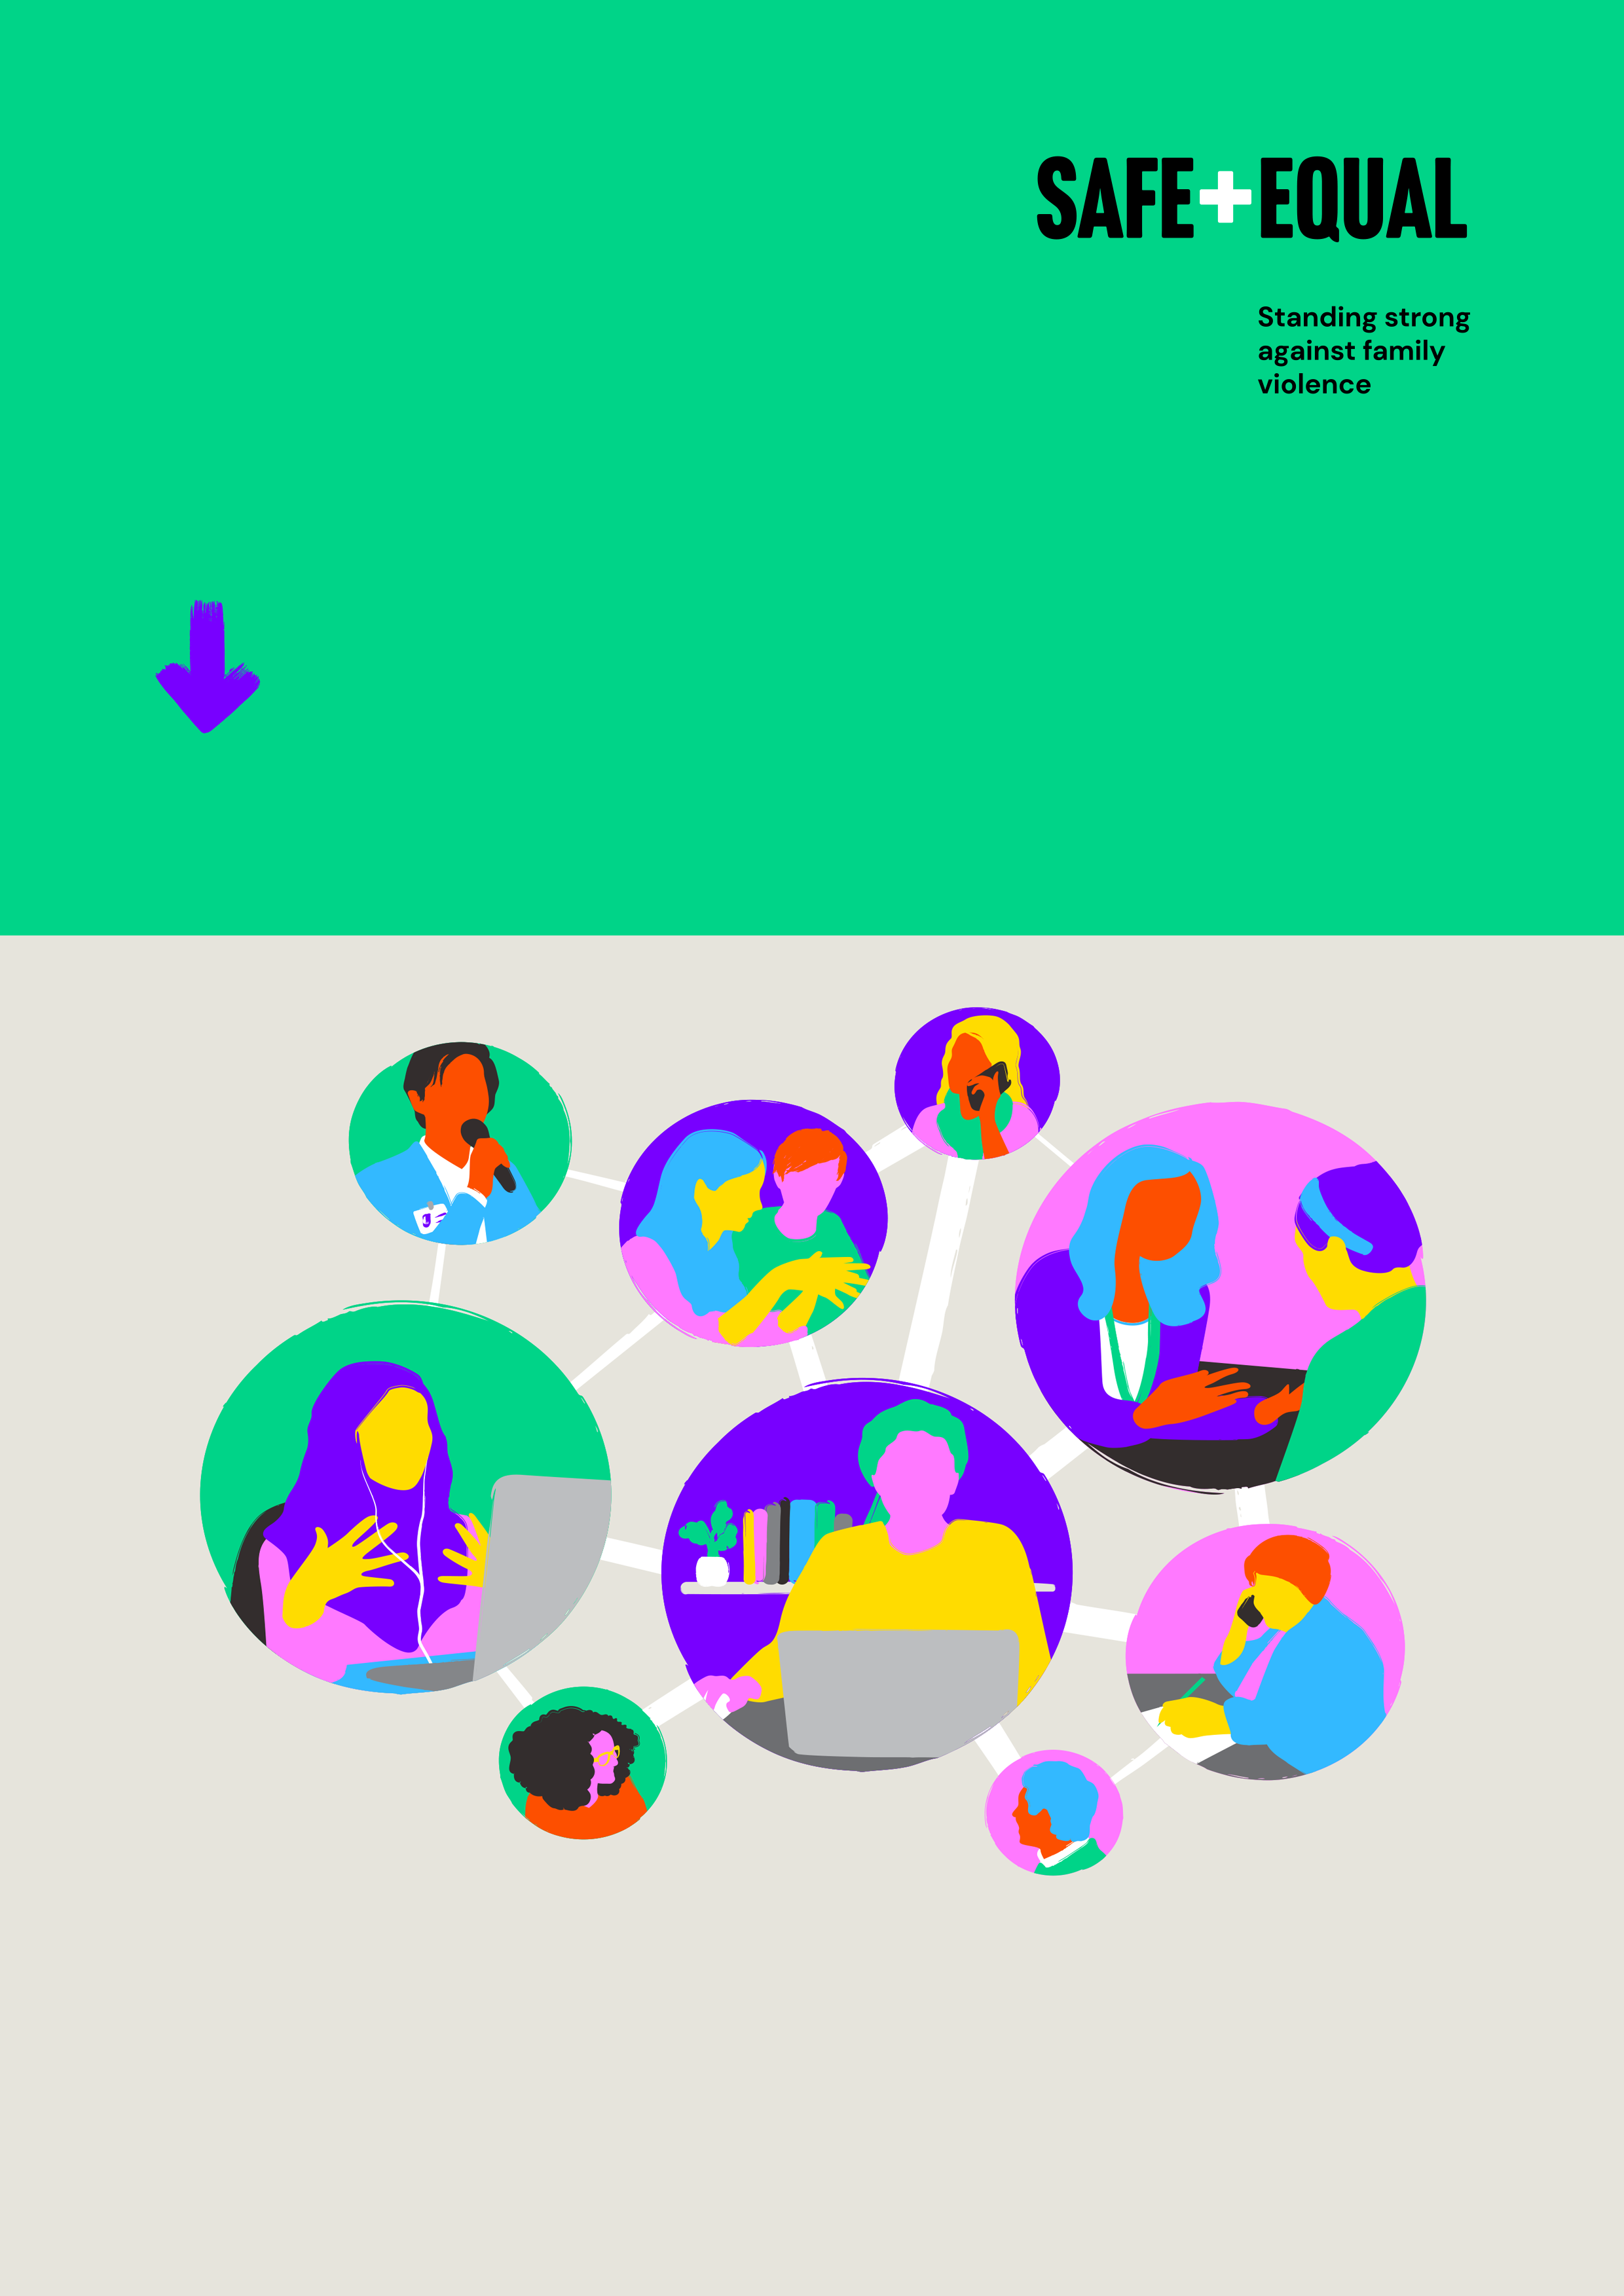 SAFE+EQUAL
Standing strong
against family
violence